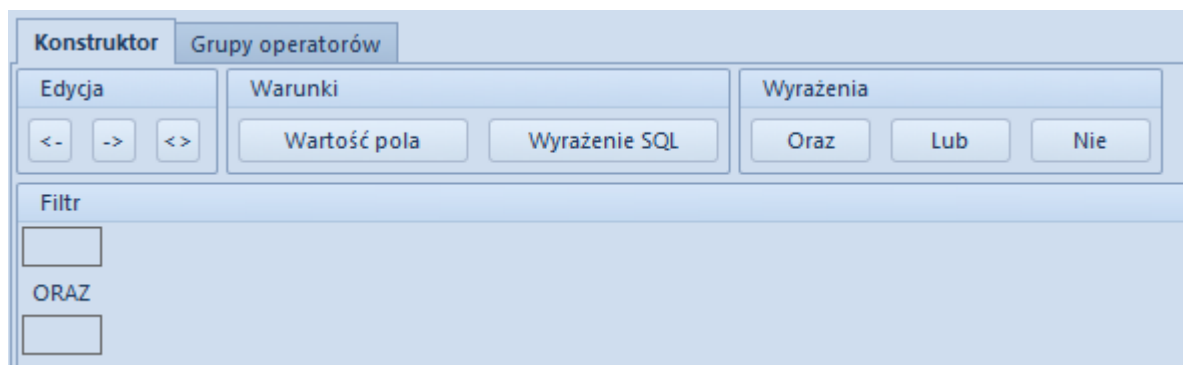 Konstruktor Grupy operatorów
Edycja Warunki Wyrażenia
<- -> <> Wartość pola Wyrażenie SQL Oraz Lub Nie
Filtr
ORAZ